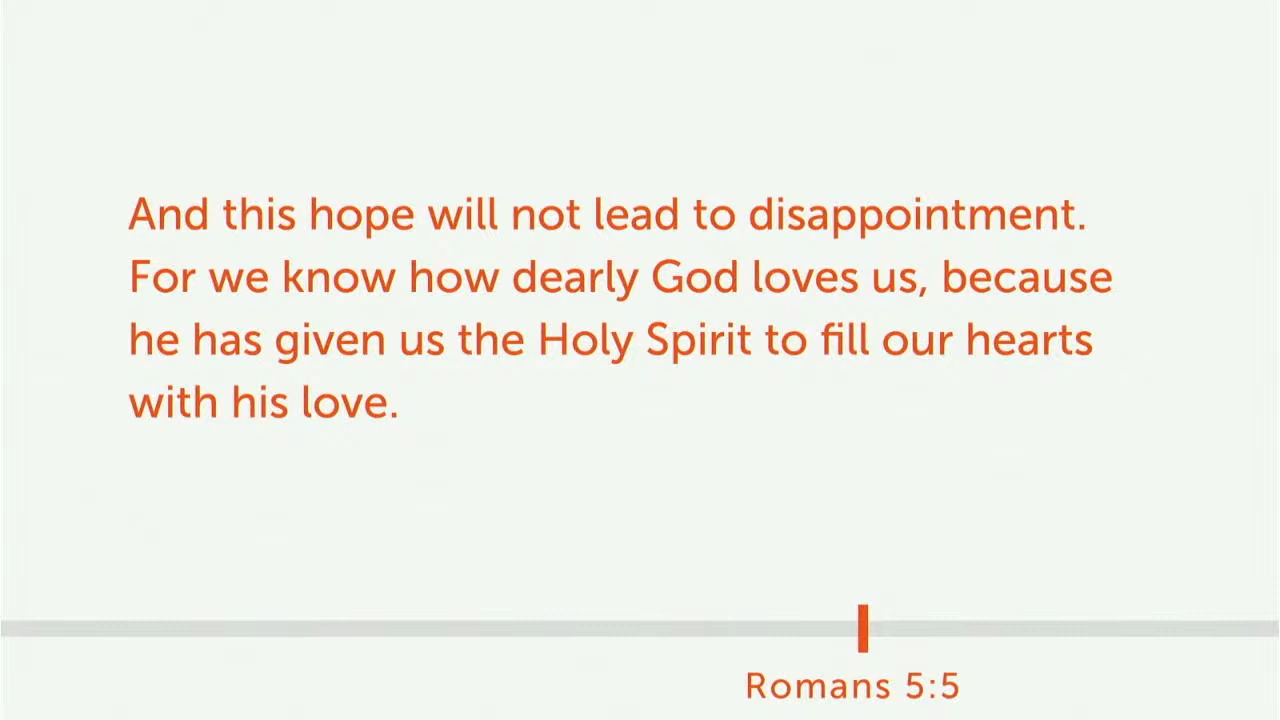 And this hope will not lead to disappointment.
For we know how dearly God loves us, because
he has given us the Holy Spirit to fill our hearts
with his love.
Romans 5:5